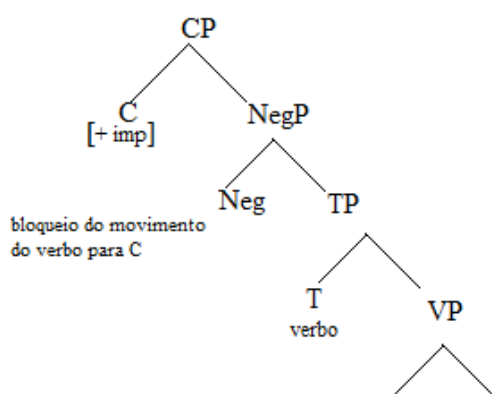 CP
C
[+ imp]
NegP
Neg
TP
bloqueio do movimento
do verbo para C
T
verbo
VP